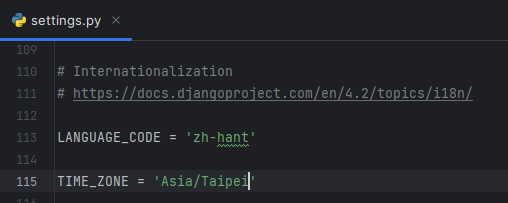 settings.py
109
110 # Internationalization
111 # https://docs.djangoproject.com/en/4.2/topics/i18n/
112
113 LANGUAGE_CODE = 'zh-hant'
114
115 TIME_ZONE = 'Asia/Taipei'
116